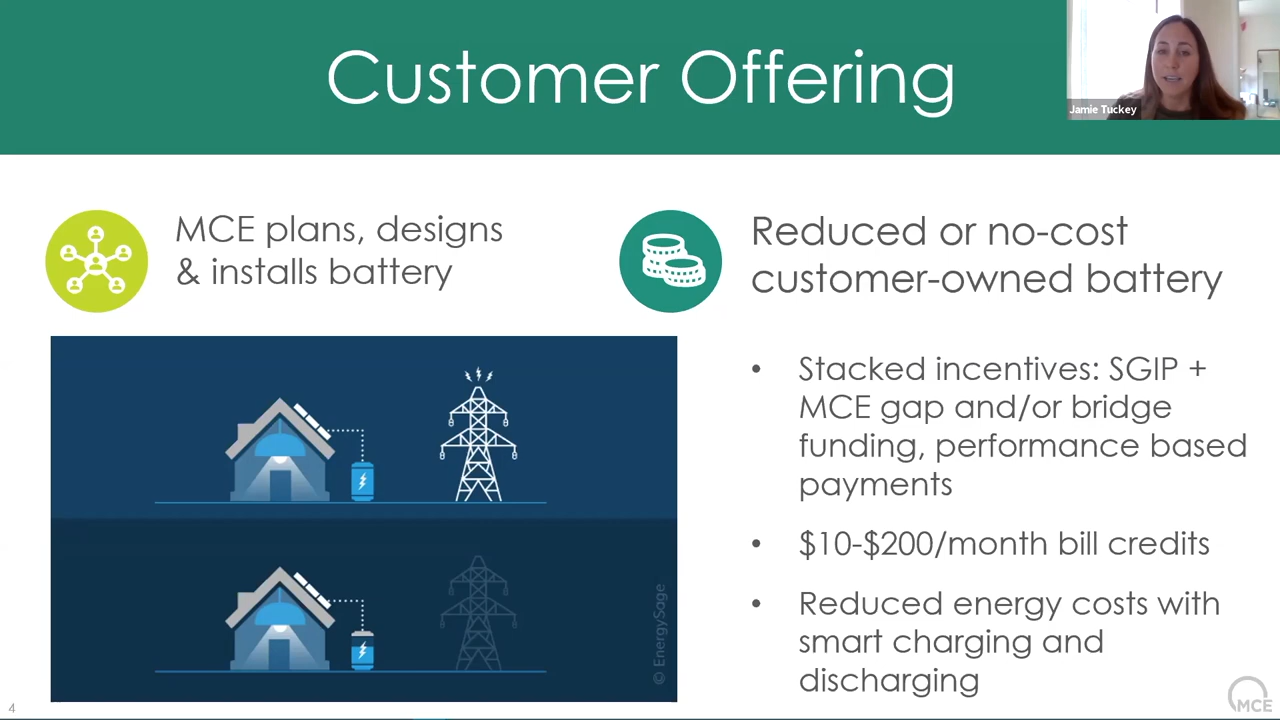 Customer Offering
Jamie Tuckey
MCE plans, designs
& installs battery
Reduced or no-cost
customer-owned battery
• Stacked incentives: SGIP +
MCE gap and/or bridge
funding, performance based
payments
• $10-$200/month bill credits
• Reduced energy costs with
smart charging and
discharging
© EnergySage
4
MCE